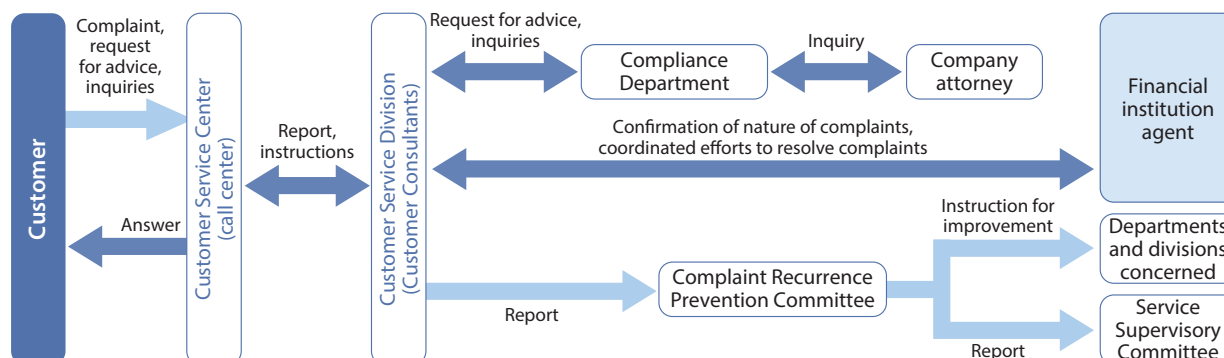 Customer
Complaint,
request
for advice,
inquiries
Answer
Customer Service Center
(call center)
Report,
instructions
Customer Service Division
(Customer Consultants)
Request for advice,
inquiries
Compliance
Department
Inquiry
Company
attorney
Confirmation of nature of complaints,
coordinated efforts to resolve complaints
Financial
institution
agent
Report
Complaint Recurrence
Prevention Committee
Instruction for
improvement
Departments
and divisions
concerned
Report
Service
Supervisory
Committee